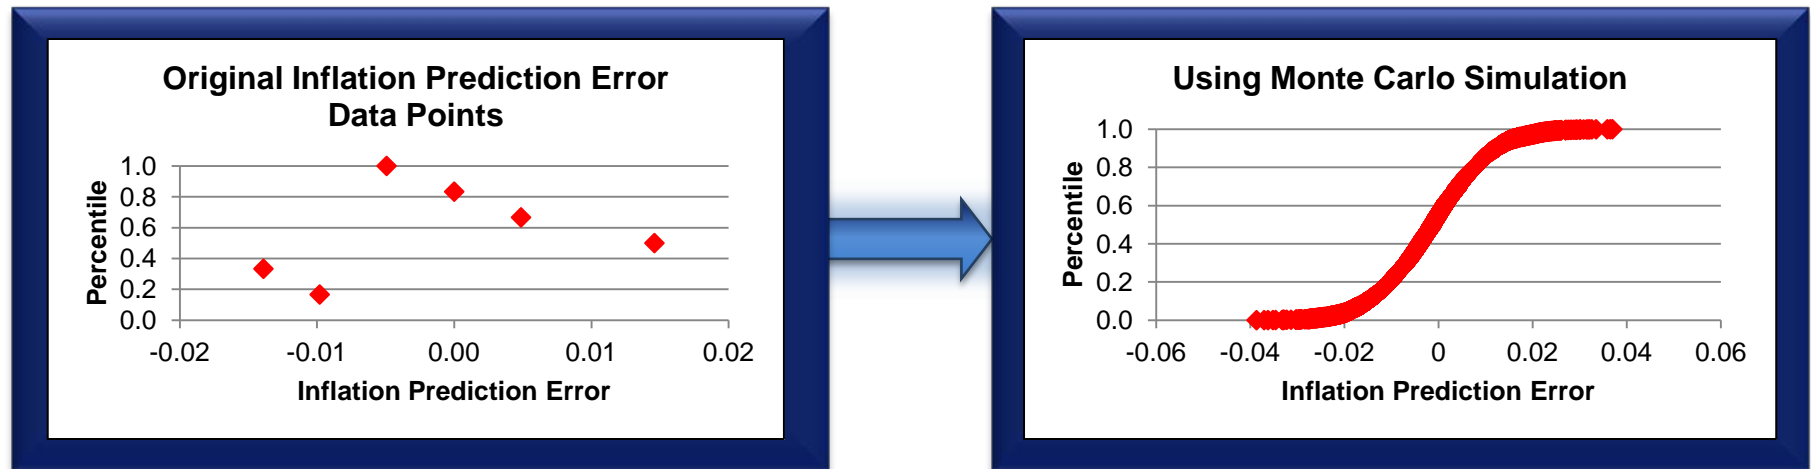 Original Inflation Prediction Error
Data Points
Percentile
1.0
0.8
0.6
0.4
0.2
0.0
-0.02 -0.01 0.00 0.01 0.02
Inflation Prediction Error
Using Monte Carlo Simulation
Percentile
1.0
0.8
0.6
0.4
0.2
0.0
-0.06 -0.04 -0.02 0 0.02 0.04 0.06
Inflation Prediction Error